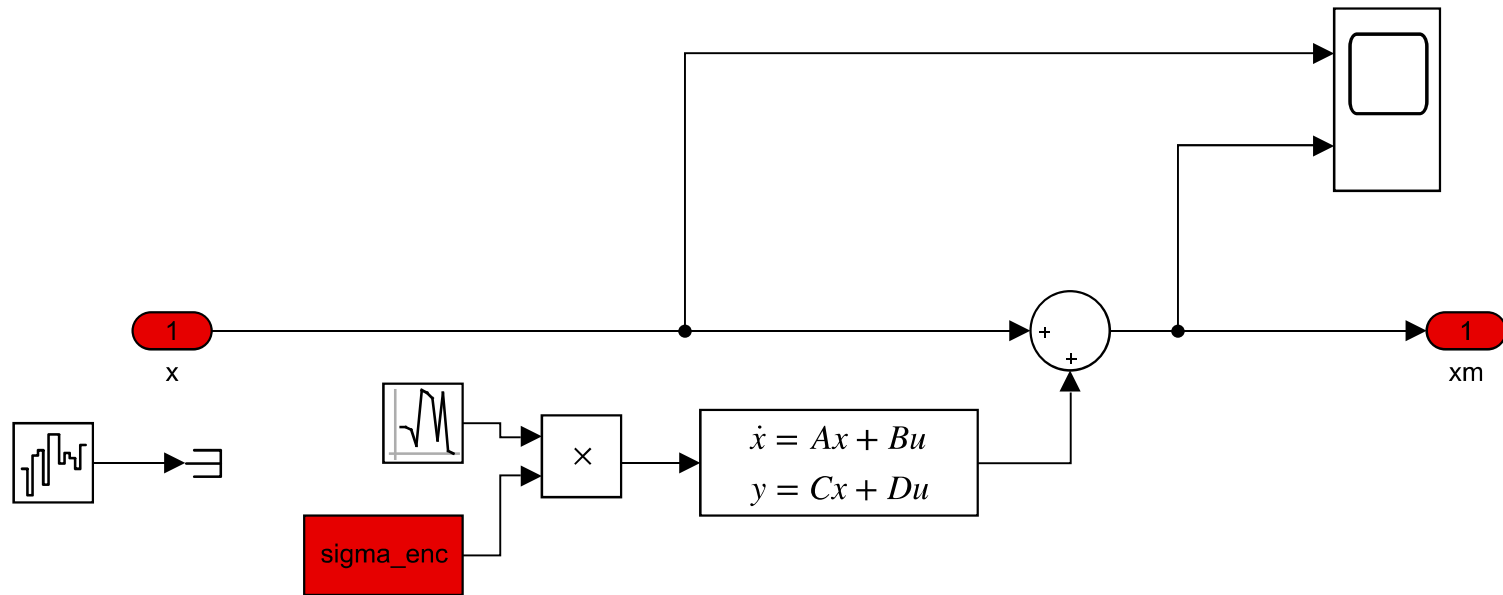 1
x
+
+
1
xm
×
ẋ = Ax + Bu
y = Cx + Du
sigma_enc